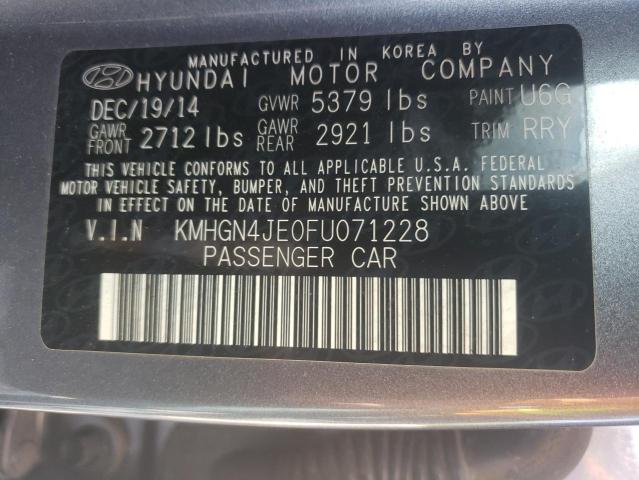 MANUFACTURED IN KOREA BY
HYUNDAI MOTOR COMPANY
DEC/19/14 GVWR 5379 lbs PAINT U6G
GAWR FRONT 2712 lbs GAWR REAR 2921 lbs TRIM RRY
THIS VEHICLE CONFORMS TO ALL APPLICABLE U.S.A. FEDERAL
MOTOR VEHICLE SAFETY, BUMPER, AND THEFT PREVENTION STANDARDS
IN EFFECT ON THE DATE OF MANUFACTURE SHOWN ABOVE.
V.I.N KMHGN4JE0FU071228
PASSENGER CAR